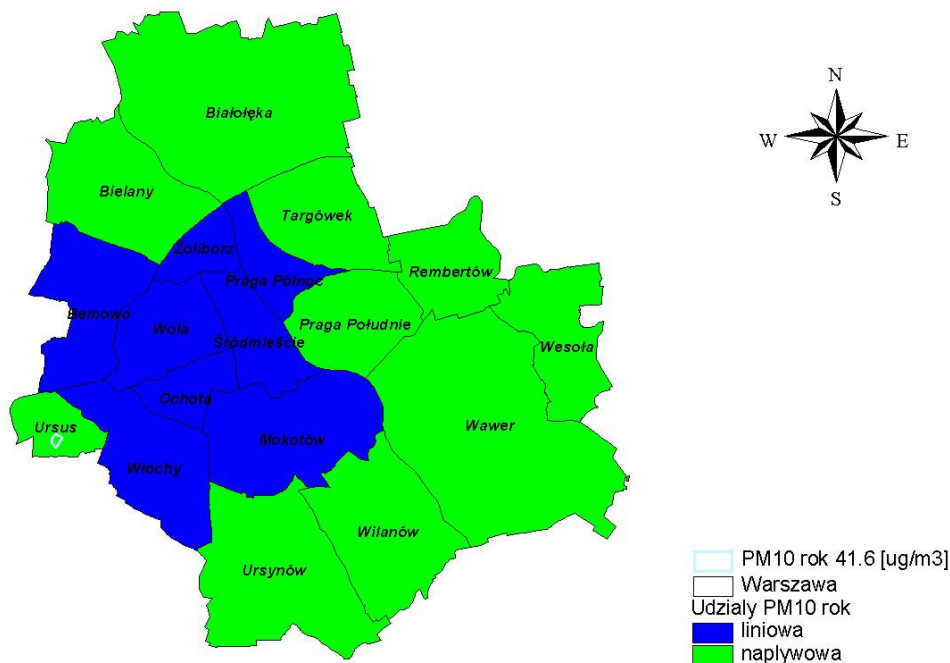 N
W
E
S
Białołęka
Bielany
Targówek
Żoliborz
Rembertów
Praga Północ
Bemowo
Praga Południe
Wola
Śródmieście
Wesoła
Ochota
Ursus
Wawer
Mokotów
Włochy
Wilanów
Ursynów
PM10 rok 41.6 [ug/m3]
Warszawa
Udzialy PM10 rok
liniowa
naplywowa